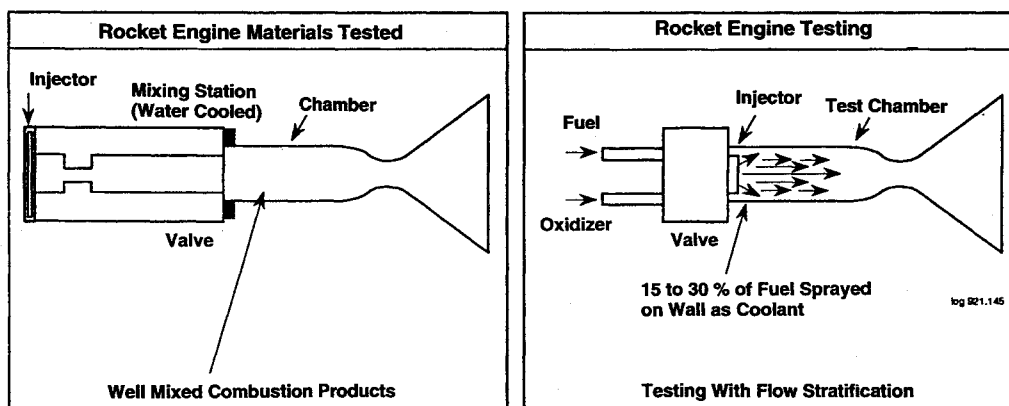 Rocket Engine Materials Tested
Injector
Mixing Station
(Water Cooled)
Chamber
Valve
Well Mixed Combustion Products
Rocket Engine Testing
Injector
Test Chamber
Fuel
Oxidizer
Valve
15 to 30 % of Fuel Sprayed
on Wall as Coolant
log 921.145
Testing With Flow Stratification